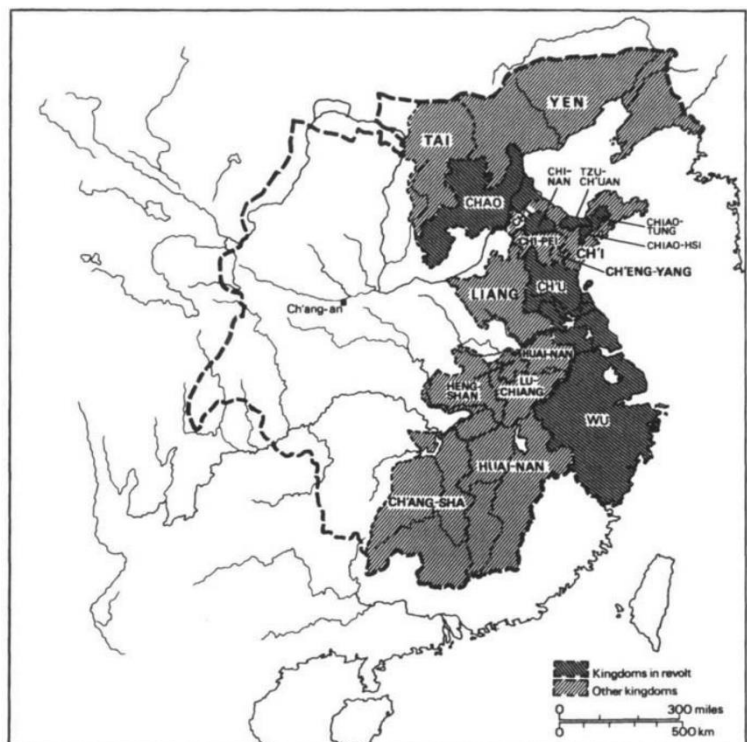 YEN
TAI
CHI-
NAN
TZU-
CH'UAN
CHAO
CHIAO-
TUNG
CHIAO-HSI
CHI-PEI
CH'I
CH'ENG-YANG
LIANG
CH'U
Ch'ang-an
HUAI-NAN
HENG-
SHAN
LU-
CHIANG
WU
HUAI-NAN
CH'ANG-SHA
Kingdoms in revolt
Other kingdoms
0 300 miles
0 500 km